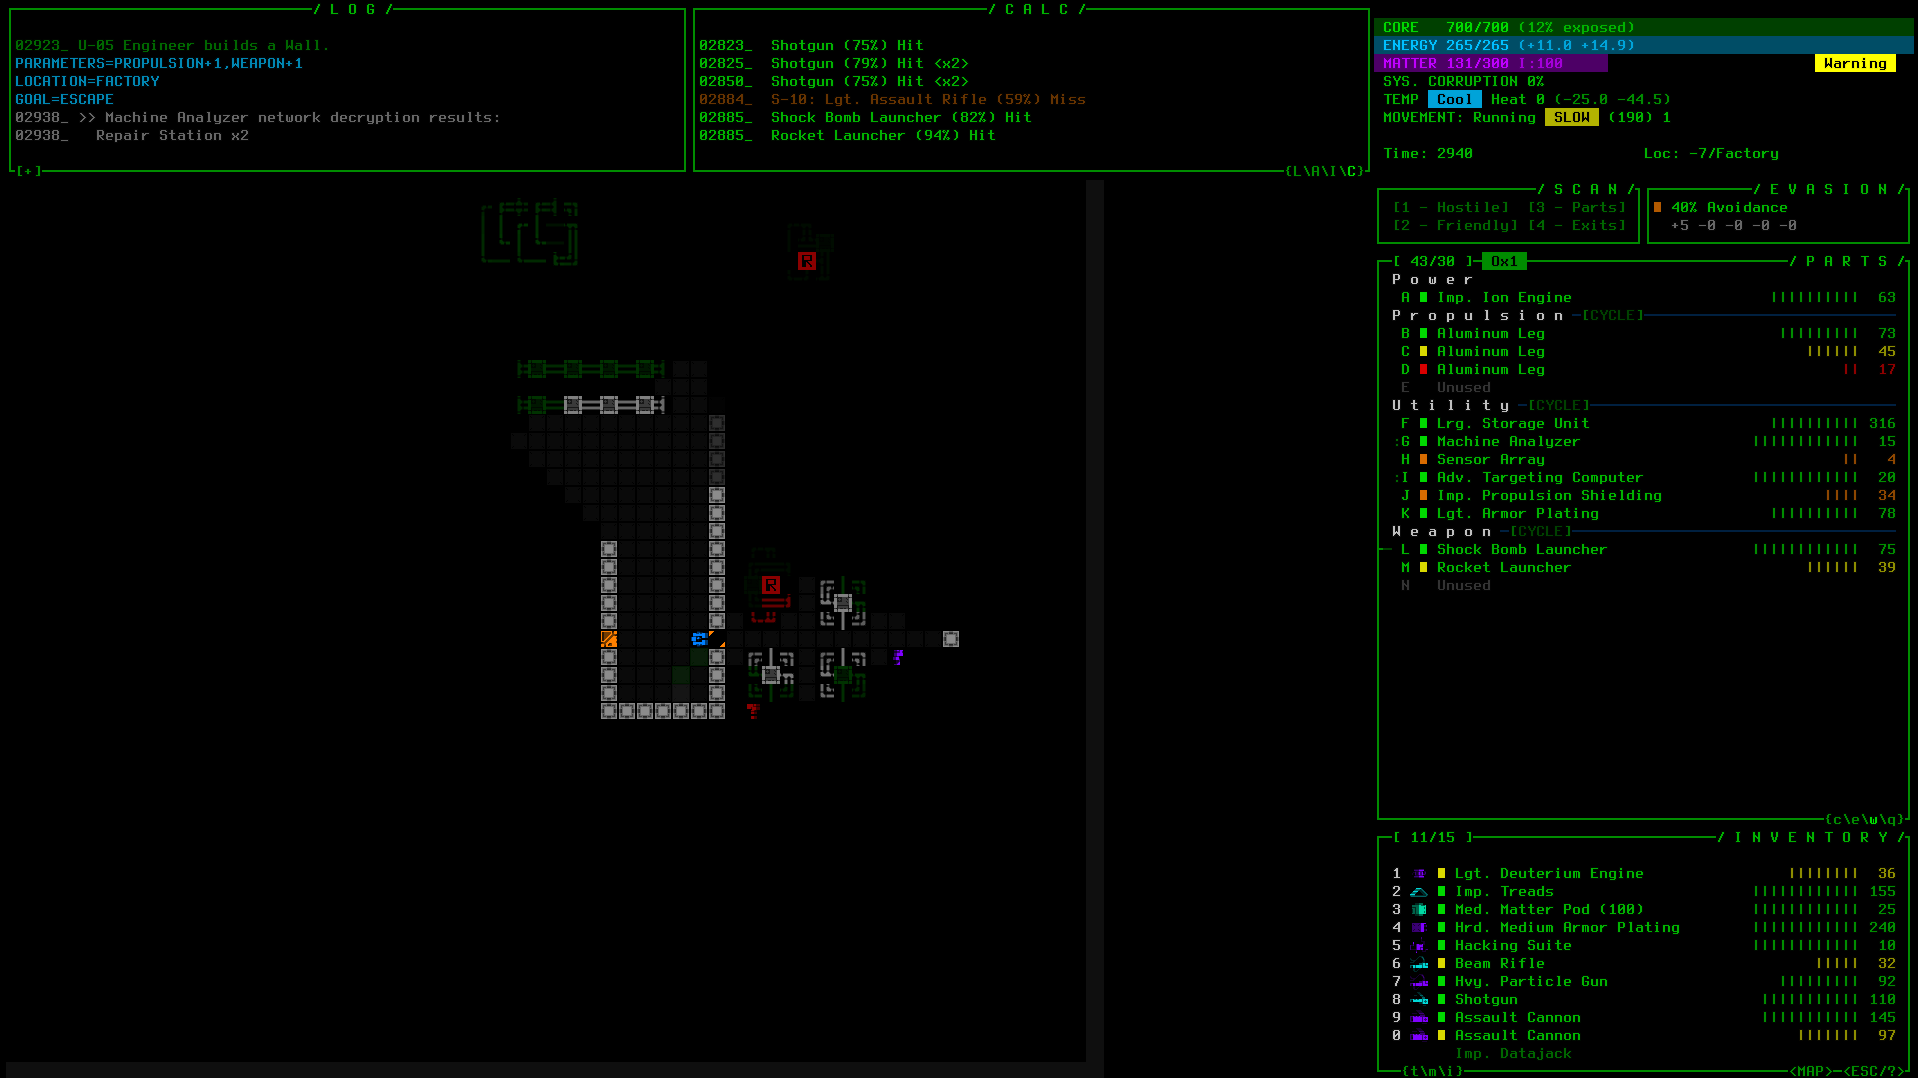 / L O G /
02923_ U-05 Engineer builds a Wall.
PARAMETERS=PROPULSION+1,WEAPON+1
LOCATION=FACTORY
GOAL=ESCAPE
02938_ >> Machine Analyzer network decryption results:
02938_ Repair Station x2
[+]
/ C A L C /
02823_ Shotgun (75%) Hit
02825_ Shotgun (79%) Hit <x2>
02850_ Shotgun (75%) Hit <x2>
02884_ S-10: Lgt. Assault Rifle (59%) Miss
02885_ Shock Bomb Launcher (82%) Hit
02885_ Rocket Launcher (94%) Hit
{L\A\I\C}
CORE 700/700 (12% exposed)
ENERGY 265/265 (+11.0 +14.9)
MATTER 131/300 I:100 Warning
SYS. CORRUPTION 0%
TEMP Cool Heat 0 (-25.0 -44.5)
MOVEMENT: Running SLOW (190) 1
Time: 2940 Loc: -7/Factory
/ S C A N /
[1 - Hostile] [3 - Parts]
[2 - Friendly] [4 - Exits]
/ E V A S I O N /
40% Avoidance
+5 -0 -0 -0 -0
[ 43/30 ] 0x1 / P A R T S /
P o w e r
A Imp. Ion Engine 63
P r o p u l s i o n [CYCLE]
B Aluminum Leg 73
C Aluminum Leg 45
D Aluminum Leg 17
E Unused
U t i l i t y [CYCLE]
F Lrg. Storage Unit 316
:G Machine Analyzer 15
H Sensor Array 4
:I Adv. Targeting Computer 20
J Imp. Propulsion Shielding 34
K Lgt. Armor Plating 78
W e a p o n [CYCLE]
L Shock Bomb Launcher 75
M Rocket Launcher 39
N Unused
{c\e\w\q}
[ 11/15 ] / I N V E N T O R Y /
1 Lgt. Deuterium Engine 36
2 Imp. Treads 155
3 Med. Matter Pod (100) 25
4 Hrd. Medium Armor Plating 240
5 Hacking Suite 10
6 Beam Rifle 32
7 Hvy. Particle Gun 92
8 Shotgun 110
9 Assault Cannon 145
0 Assault Cannon 97
Imp. Datajack
{t\m\i} <MAP> <ESC/?>
R
R